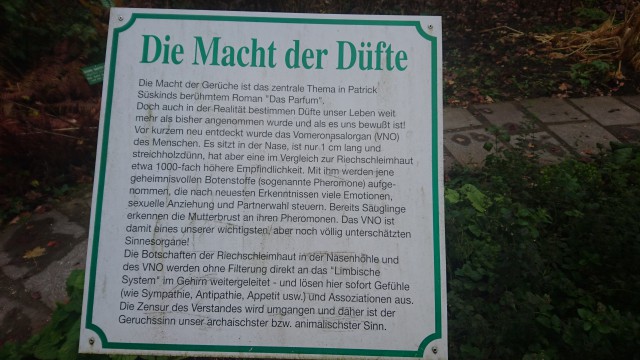 Die Macht der Düfte
Die Macht der Gerüche ist das zentrale Thema in Patrick
Süskinds berühmtem Roman "Das Parfum".
Doch auch in der Realität bestimmen Düfte unser Leben weit
mehr als bisher angenommen wurde und als es uns bewußt ist!
Vor kurzem neu entdeckt wurde das Vomeronasalorgan (VNO)
des Menschen. Es sitzt in der Nase, ist nur 1 cm lang und
streichholzdünn, hat aber eine im Vergleich zur Riechschleimhaut
etwa 1000-fach höhere Empfindlichkeit. Mit ihm werden jene
geheimnisvollen Botenstoffe (sogenannte Pheromone) aufge-
nommen, die nach neuesten Erkenntnissen viele Emotionen,
sexuelle Anziehung und Partnerwahl steuern. Bereits Säuglinge
erkennen die Mutterbrust an ihren Pheromonen. Das VNO ist
damit eines unserer wichtigsten, aber noch völlig unterschätzten
Sinnesorgane!
Die Botschaften der Riechschleimhaut in der Nasenhöhle und
des VNO werden ohne Filterung direkt an das "Limbische
System" im Gehirn weitergeleitet - und lösen hier sofort Gefühle
(wie Sympathie, Antipathie, Appetit usw.) und Assoziationen aus.
Die Zensur des Verstandes wird umgangen und daher ist der
Geruchssinn unser archaischster bzw. animalischster Sinn.